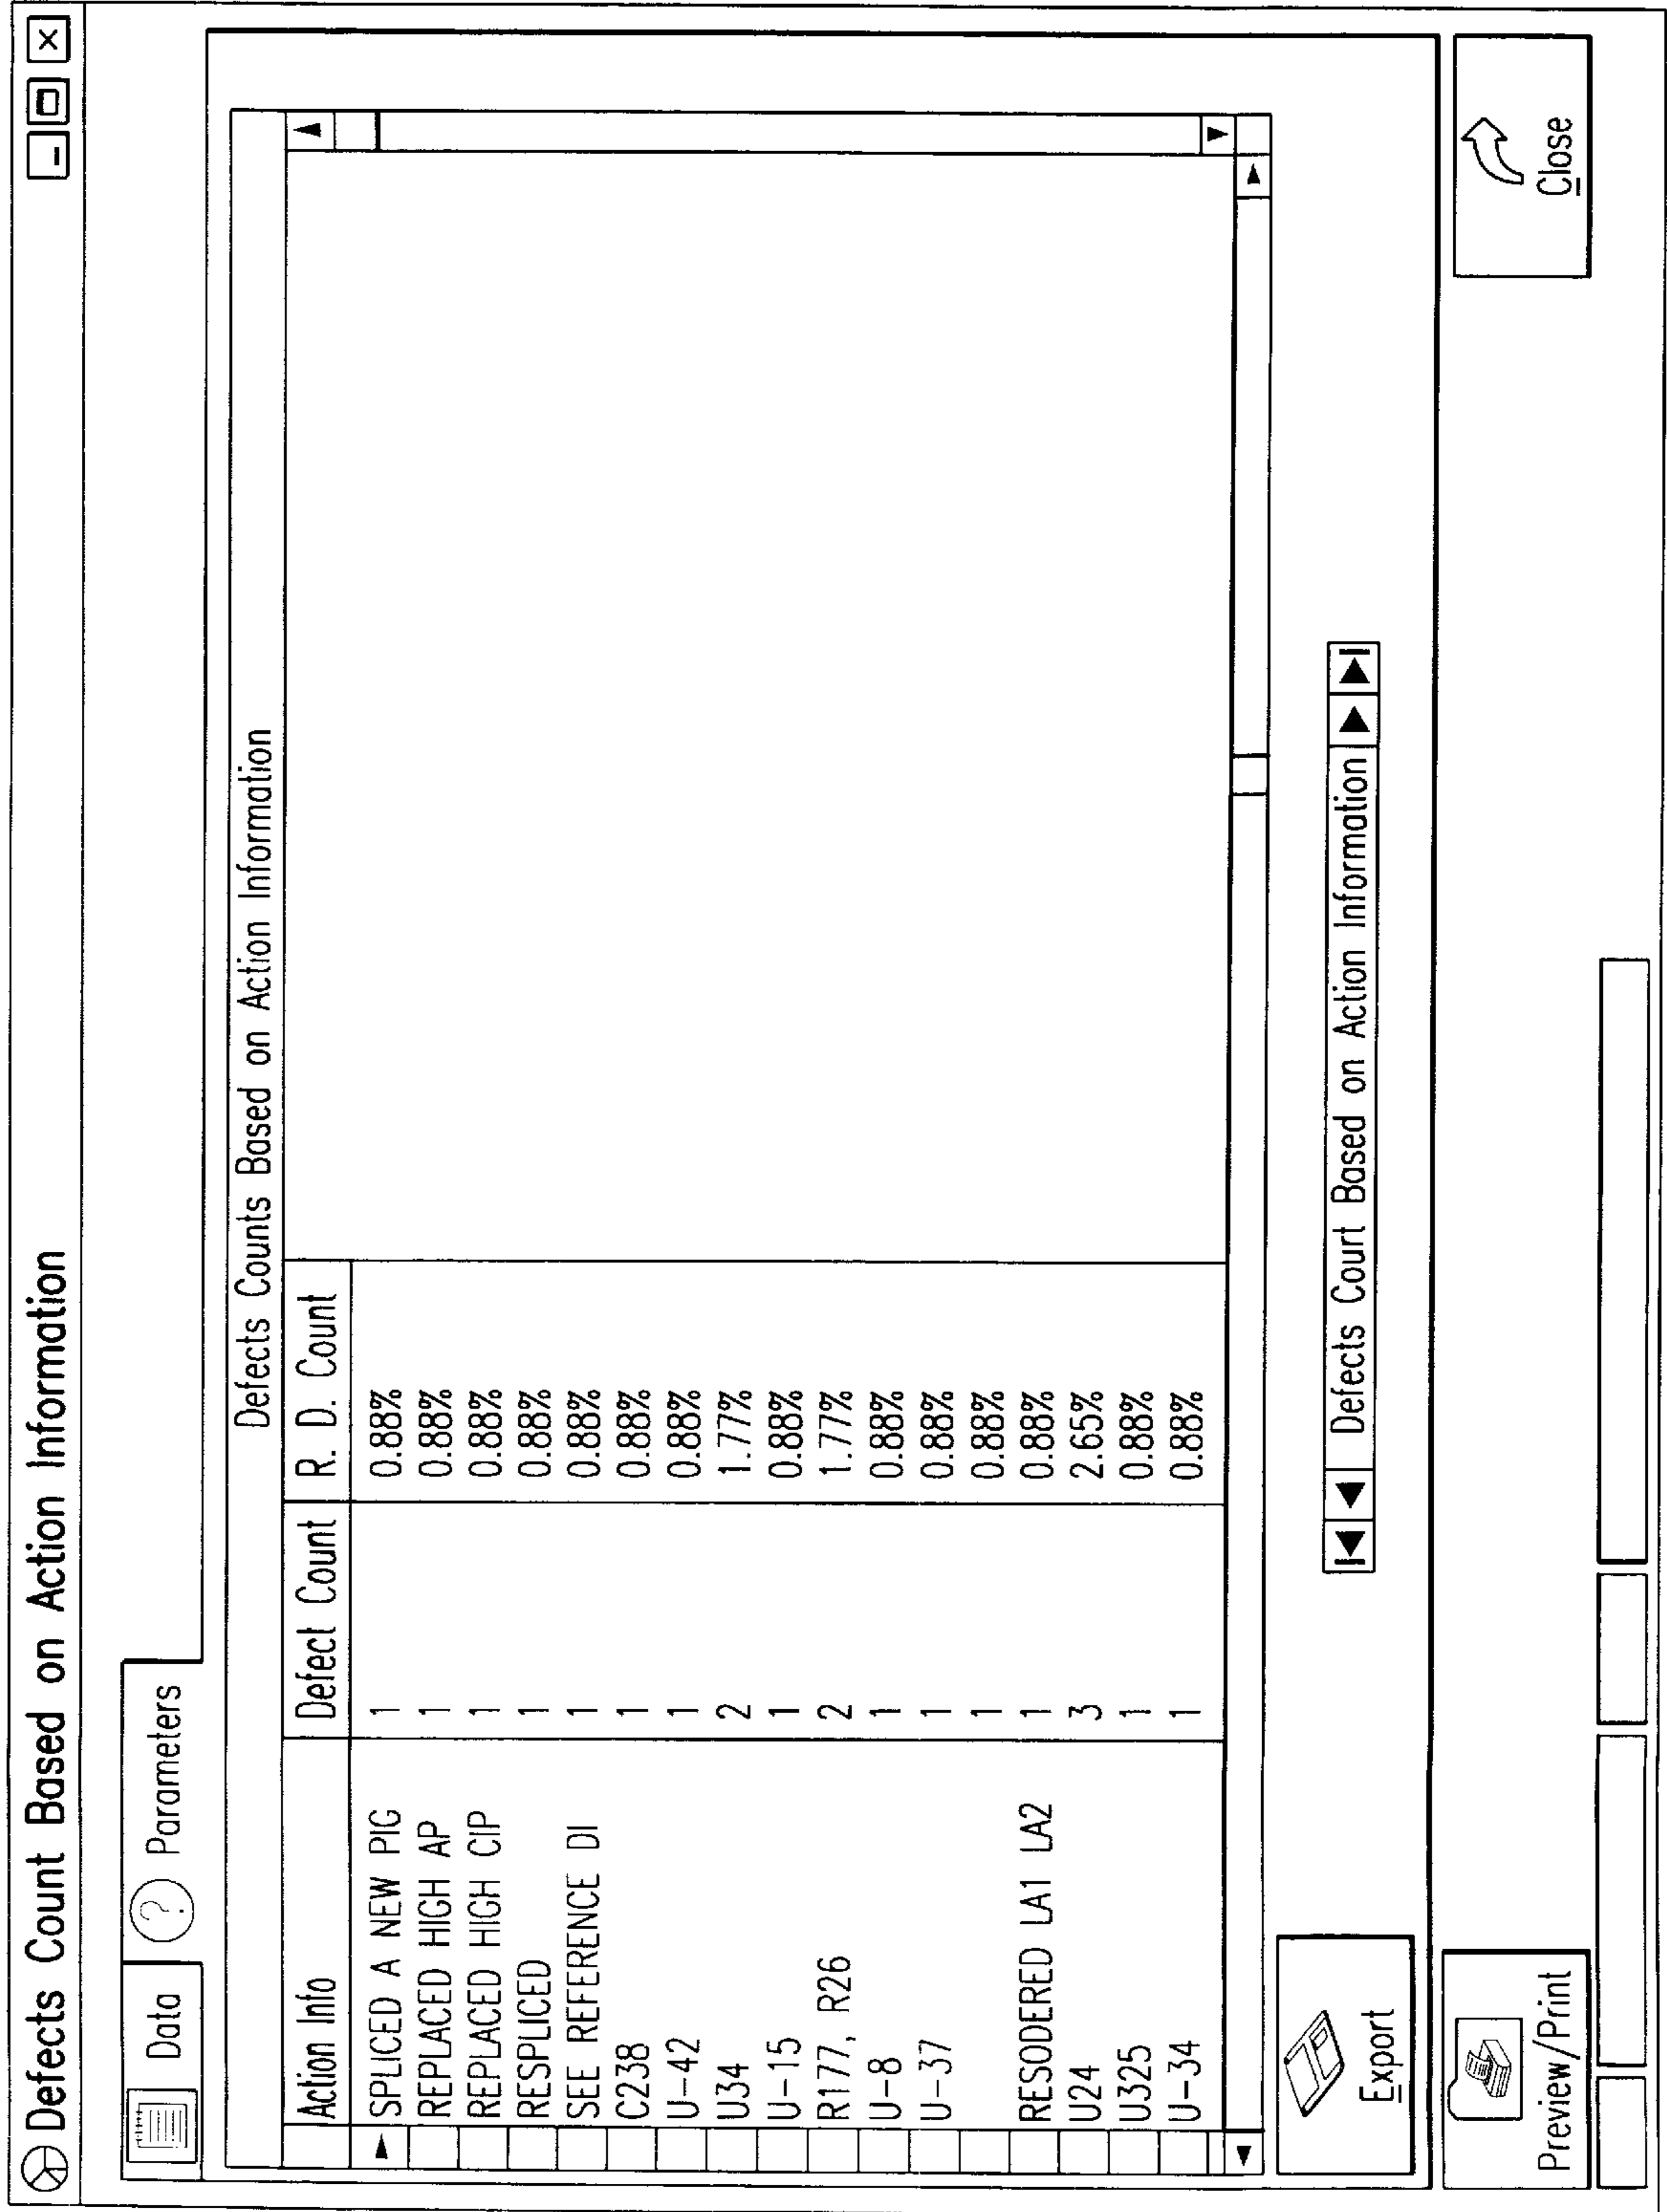 Defects Count Based on Action Information
Data ? Parameters
Defects Counts Based on Action Information
Action Info Defect Count R. D. Count
SPLICED A NEW PIG 1 0.88%
REPLACED HIGH AP 1 0.88%
REPLACED HIGH CIP 1 0.88%
RESPLICED 1 0.88%
SEE REFERENCE DI 1 0.88%
C238 1 0.88%
U-42 1 0.88%
U34 2 1.77%
U-15 1 0.88%
R177, R26 2 1.77%
U-8 1 0.88%
U-37 1 0.88%
1 0.88%
RESODERED LA1 LA2 1 0.88%
U24 3 2.65%
U325 1 0.88%
U-34 1 0.88%
Export
Defects Court Based on Action Information
Preview/Print
Close